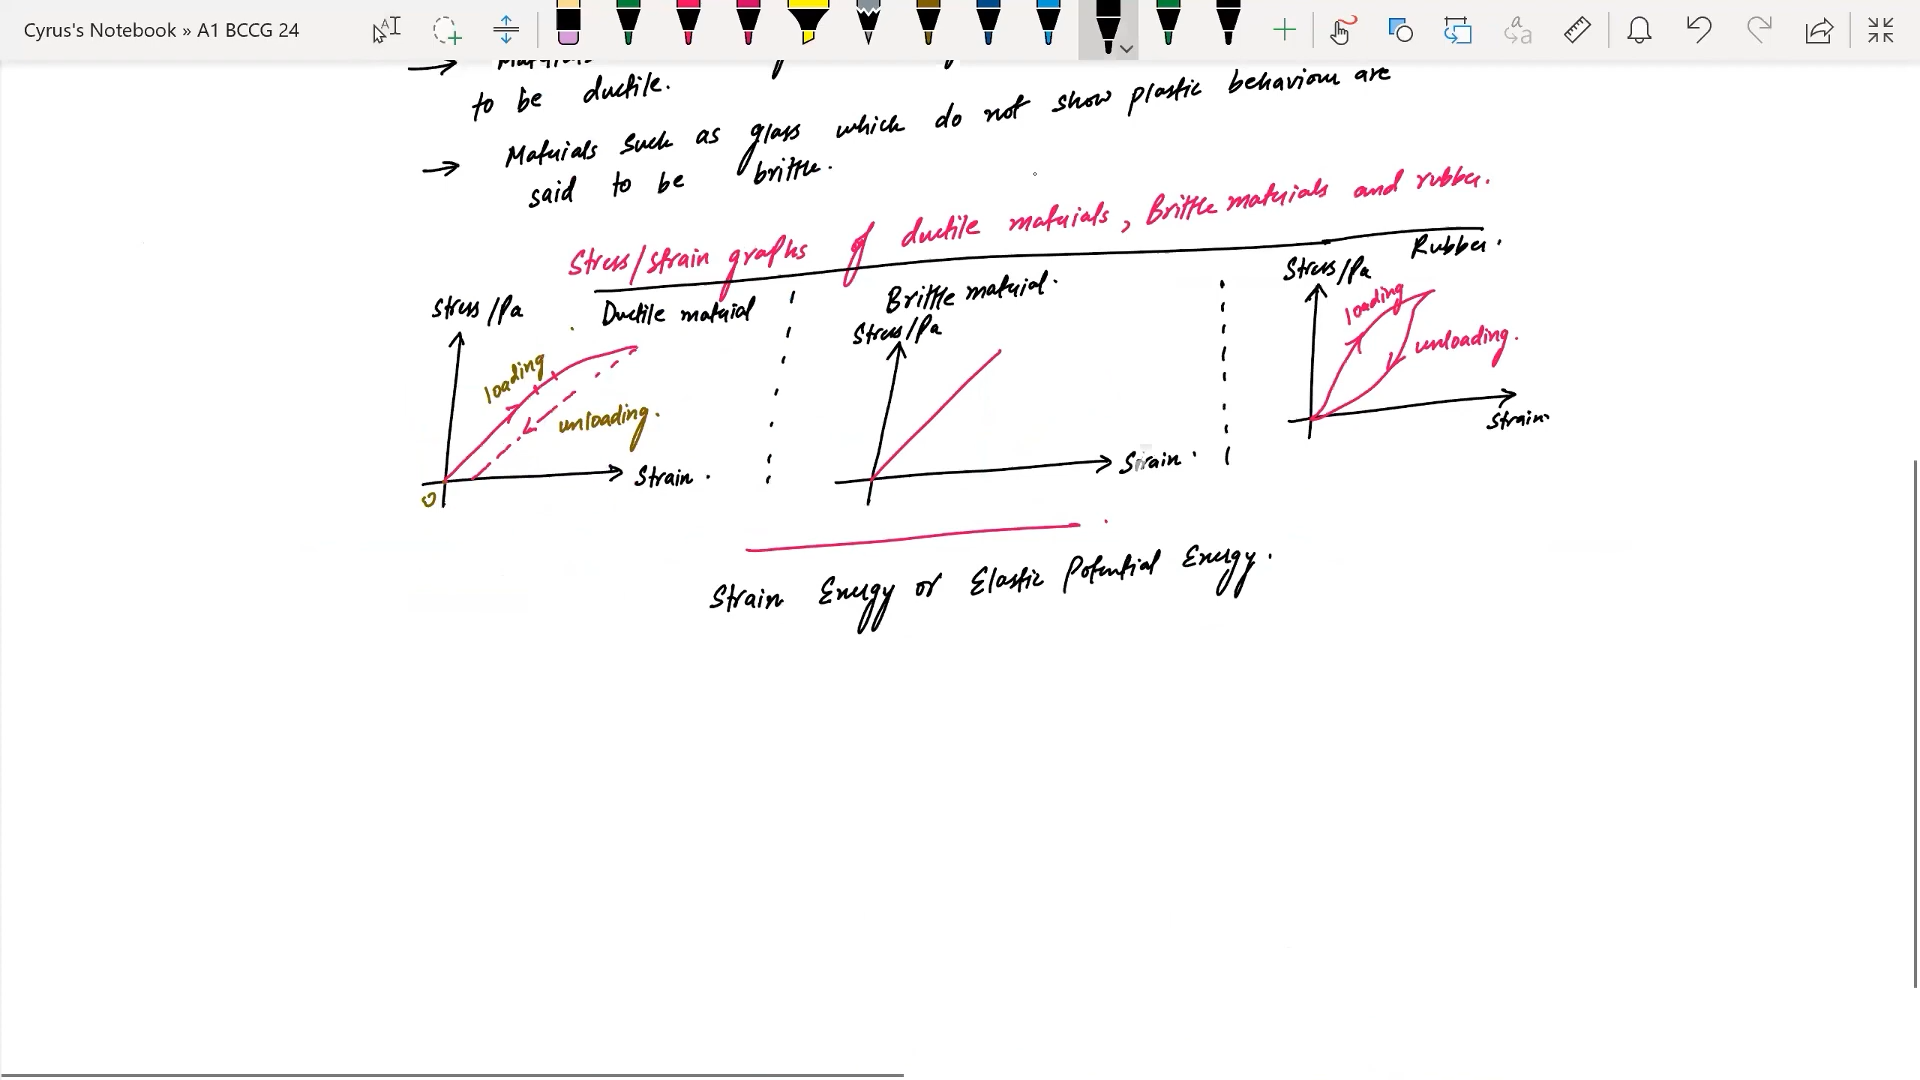 Cyrus's Notebook » A1 BCCG 24
to be ductile.
→ Materials such as glass which do not show plastic behaviour are
said to be brittle.
Stress/strain graphs of ductile materials, Brittle materials and rubber.
Stress/Pa
Ductile material
loading
unloading.
Strain.
O
Brittle material.
Stress/Pa
Strain.
Rubber.
Stress/Pa
loading
unloading.
Strain.
Strain Energy or Elastic Potential Energy.